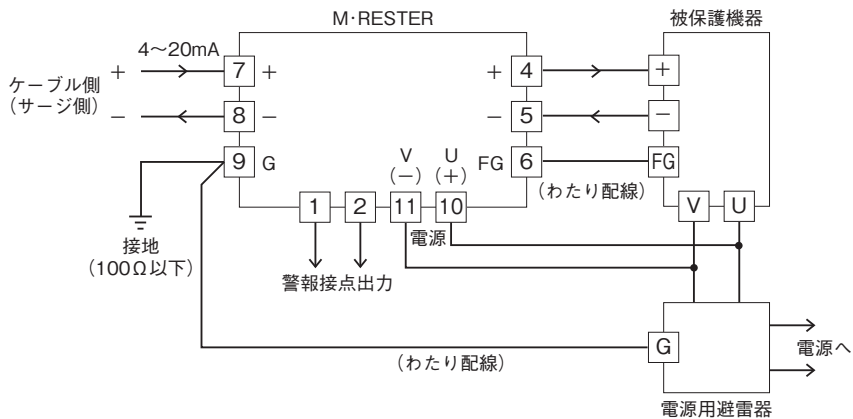 M･RESTER
被保護機器
4～20mA
ケーブル側
（サージ側）
＋
－
7
＋
8
－
9
G
＋
4
－
5
FG
6
＋
－
FG
（わたり配線）
V
（－）
U
（＋）
1
2
11
10
V
U
電源
接地
（100Ω以下）
警報接点出力
G
（わたり配線）
電源へ
電源用避雷器